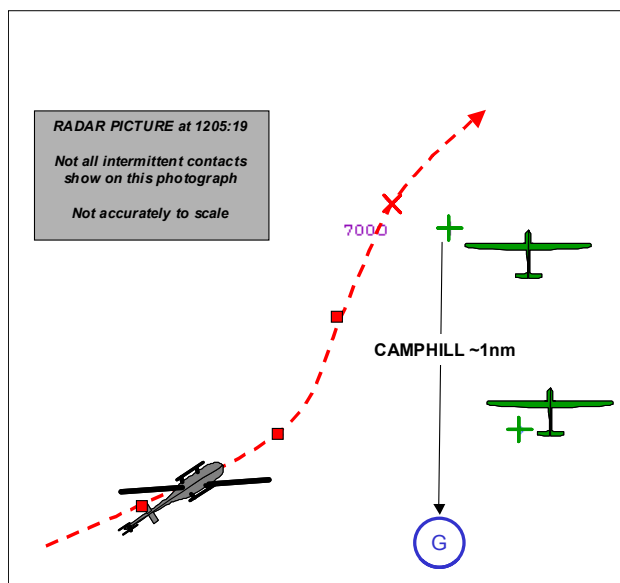 RADAR PICTURE at 1205:19
Not all intermittent contacts
show on this photograph
Not accurately to scale
7000
CAMPHILL ~1nm
G